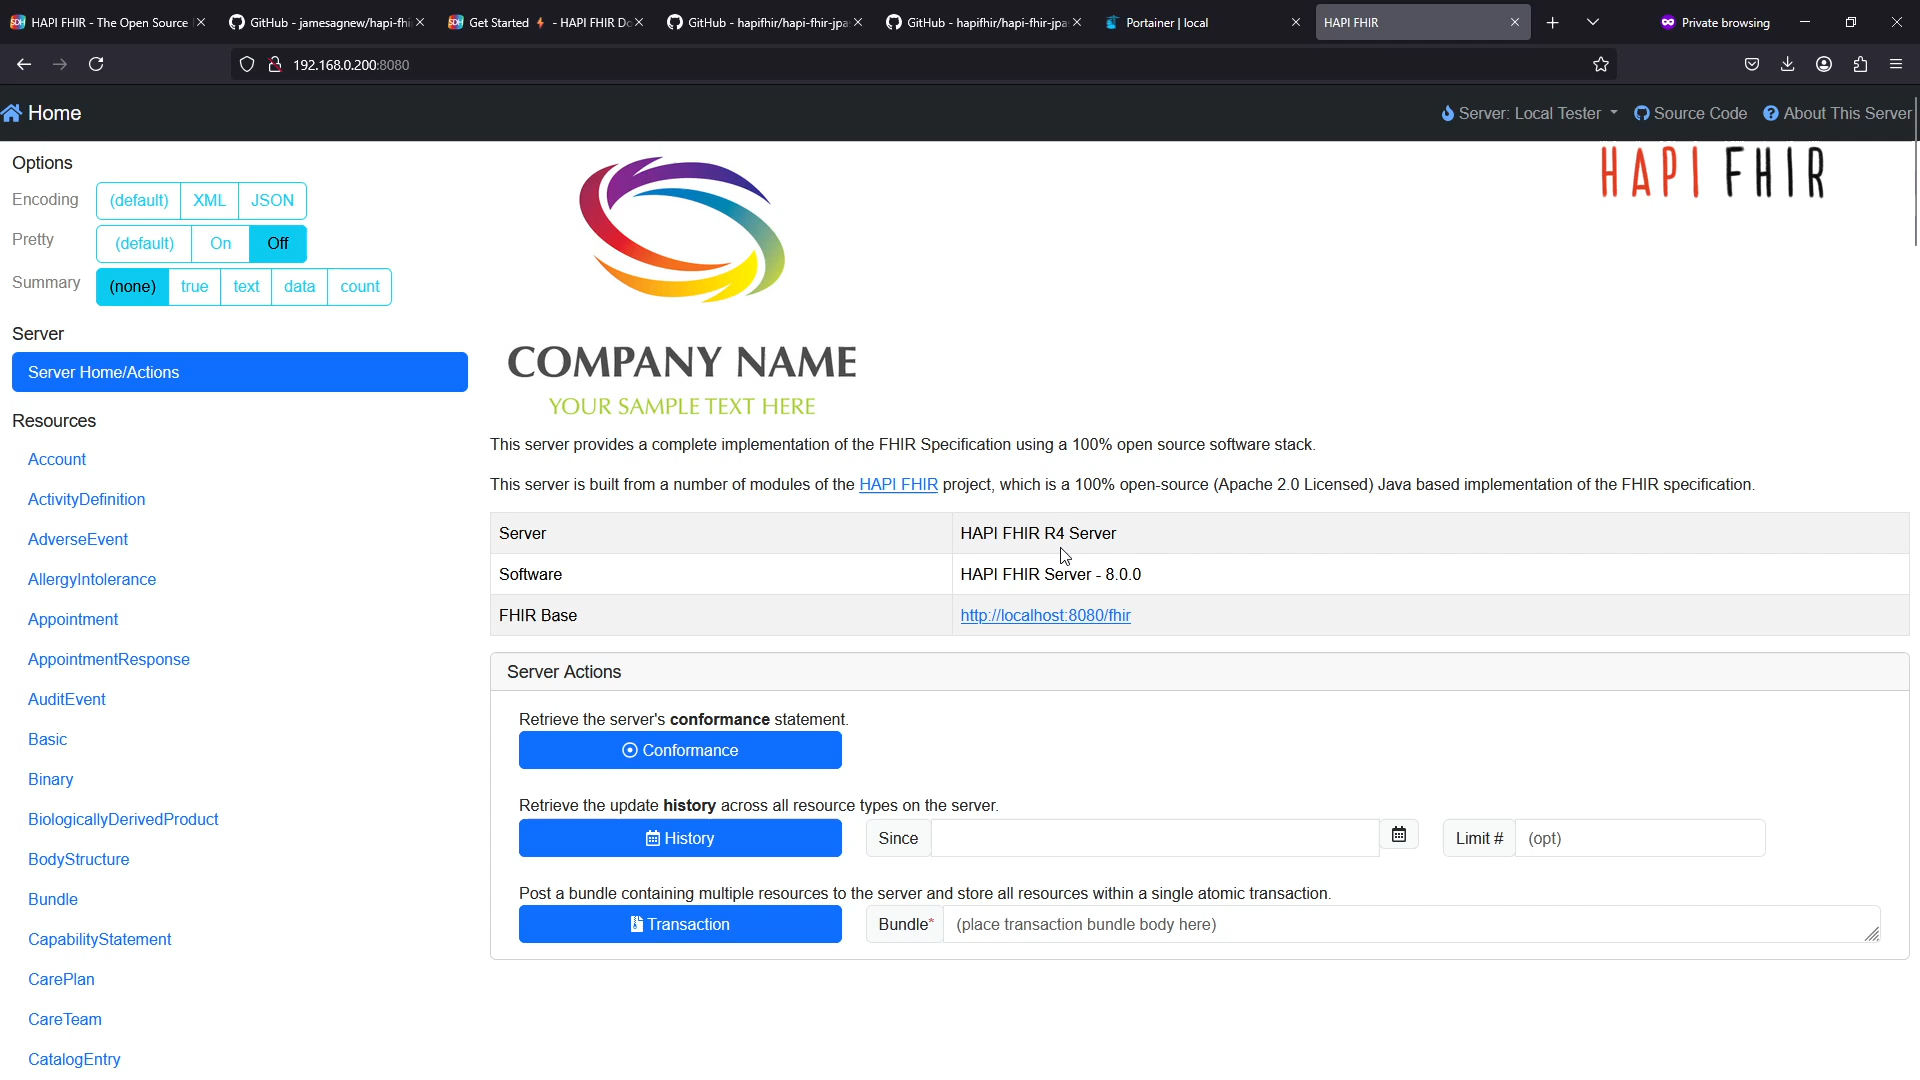 HAPI FHIR - The Open Source
GitHub - jamesagnew/hapi-fhi
Get Started ⚡ - HAPI FHIR Do
GitHub - hapifhir/hapi-fhir-jpa
GitHub - hapifhir/hapi-fhir-jpa
Portainer | local
HAPI FHIR
Private browsing
192.168.0.200:8080
Home
Server: Local Tester
Source Code
About This Server
Options
Encoding (default) XML JSON
Pretty (default) On Off
Summary (none) true text data count
Server
Server Home/Actions
Resources
Account
ActivityDefinition
AdverseEvent
AllergyIntolerance
Appointment
AppointmentResponse
AuditEvent
Basic
Binary
BiologicallyDerivedProduct
BodyStructure
Bundle
CapabilityStatement
CarePlan
CareTeam
CatalogEntry
HAPI FHIR
COMPANY NAME
YOUR SAMPLE TEXT HERE
This server provides a complete implementation of the FHIR Specification using a 100% open source software stack.
This server is built from a number of modules of the HAPI FHIR project, which is a 100% open-source (Apache 2.0 Licensed) Java based implementation of the FHIR specification.
Server HAPI FHIR R4 Server
Software HAPI FHIR Server - 8.0.0
FHIR Base http://localhost:8080/fhir
Server Actions
Retrieve the server's conformance statement.
Conformance
Retrieve the update history across all resource types on the server.
History Since Limit # (opt)
Post a bundle containing multiple resources to the server and store all resources within a single atomic transaction.
Transaction Bundle* (place transaction bundle body here)